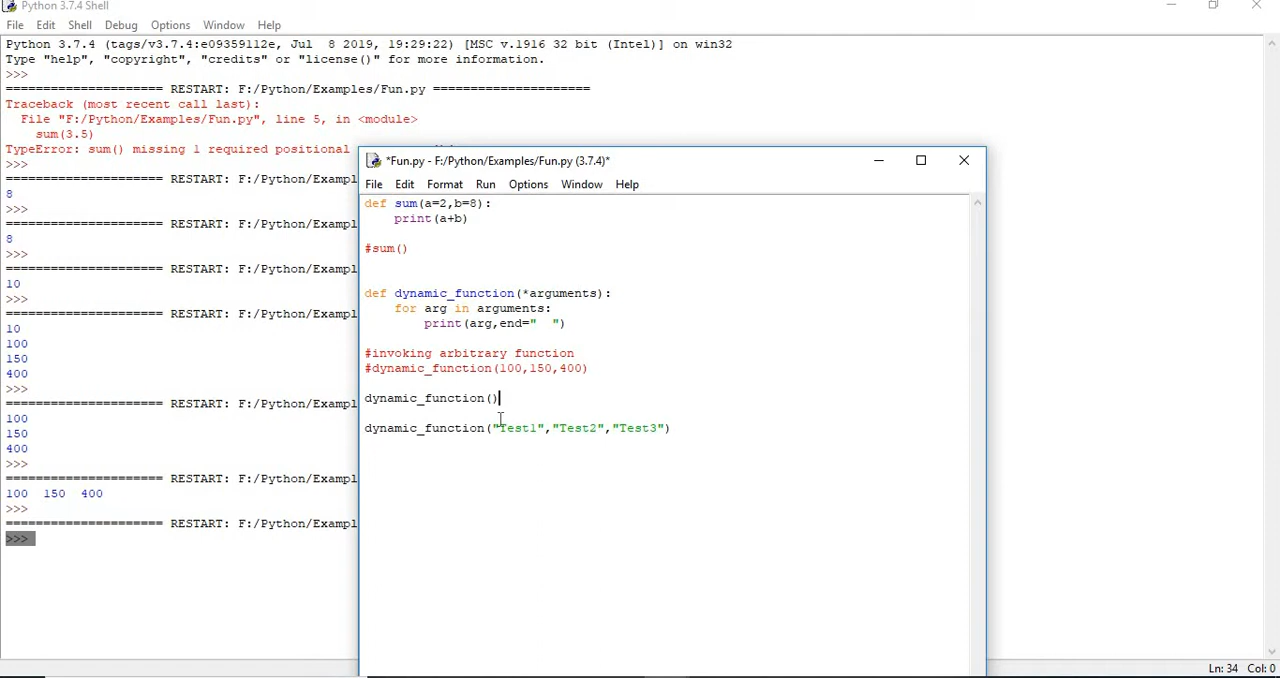 Python 3.7.4 Shell
File Edit Shell Debug Options Window Help
Python 3.7.4 (tags/v3.7.4:e09359112e, Jul  8 2019, 19:29:22) [MSC v.1916 32 bit (Intel)] on win32
Type "help", "copyright", "credits" or "license()" for more information.
>>>
===================== RESTART: F:/Python/Examples/Fun.py =====================
Traceback (most recent call last):
  File "F:/Python/Examples/Fun.py", line 5, in <module>
    sum(3.5)
TypeError: sum() missing 1 required positional
>>>
===================== RESTART: F:/Python/Exampl
8
>>>
===================== RESTART: F:/Python/Exampl
8
>>>
===================== RESTART: F:/Python/Exampl
10
>>>
===================== RESTART: F:/Python/Exampl
10
100
150
400
>>>
===================== RESTART: F:/Python/Exampl
100
150
400
>>>
===================== RESTART: F:/Python/Exampl
100  150  400
>>>
===================== RESTART: F:/Python/Exampl
>>>
*Fun.py - F:/Python/Examples/Fun.py (3.7.4)*
File Edit Format Run Options Window Help
def sum(a=2,b=8):
    print(a+b)
#sum()
def dynamic_function(*arguments):
    for arg in arguments:
        print(arg,end="  ")
#invoking arbitrary function
#dynamic_function(100,150,400)
dynamic_function()
dynamic_function("Test1","Test2","Test3")
Ln: 34 Col: 0